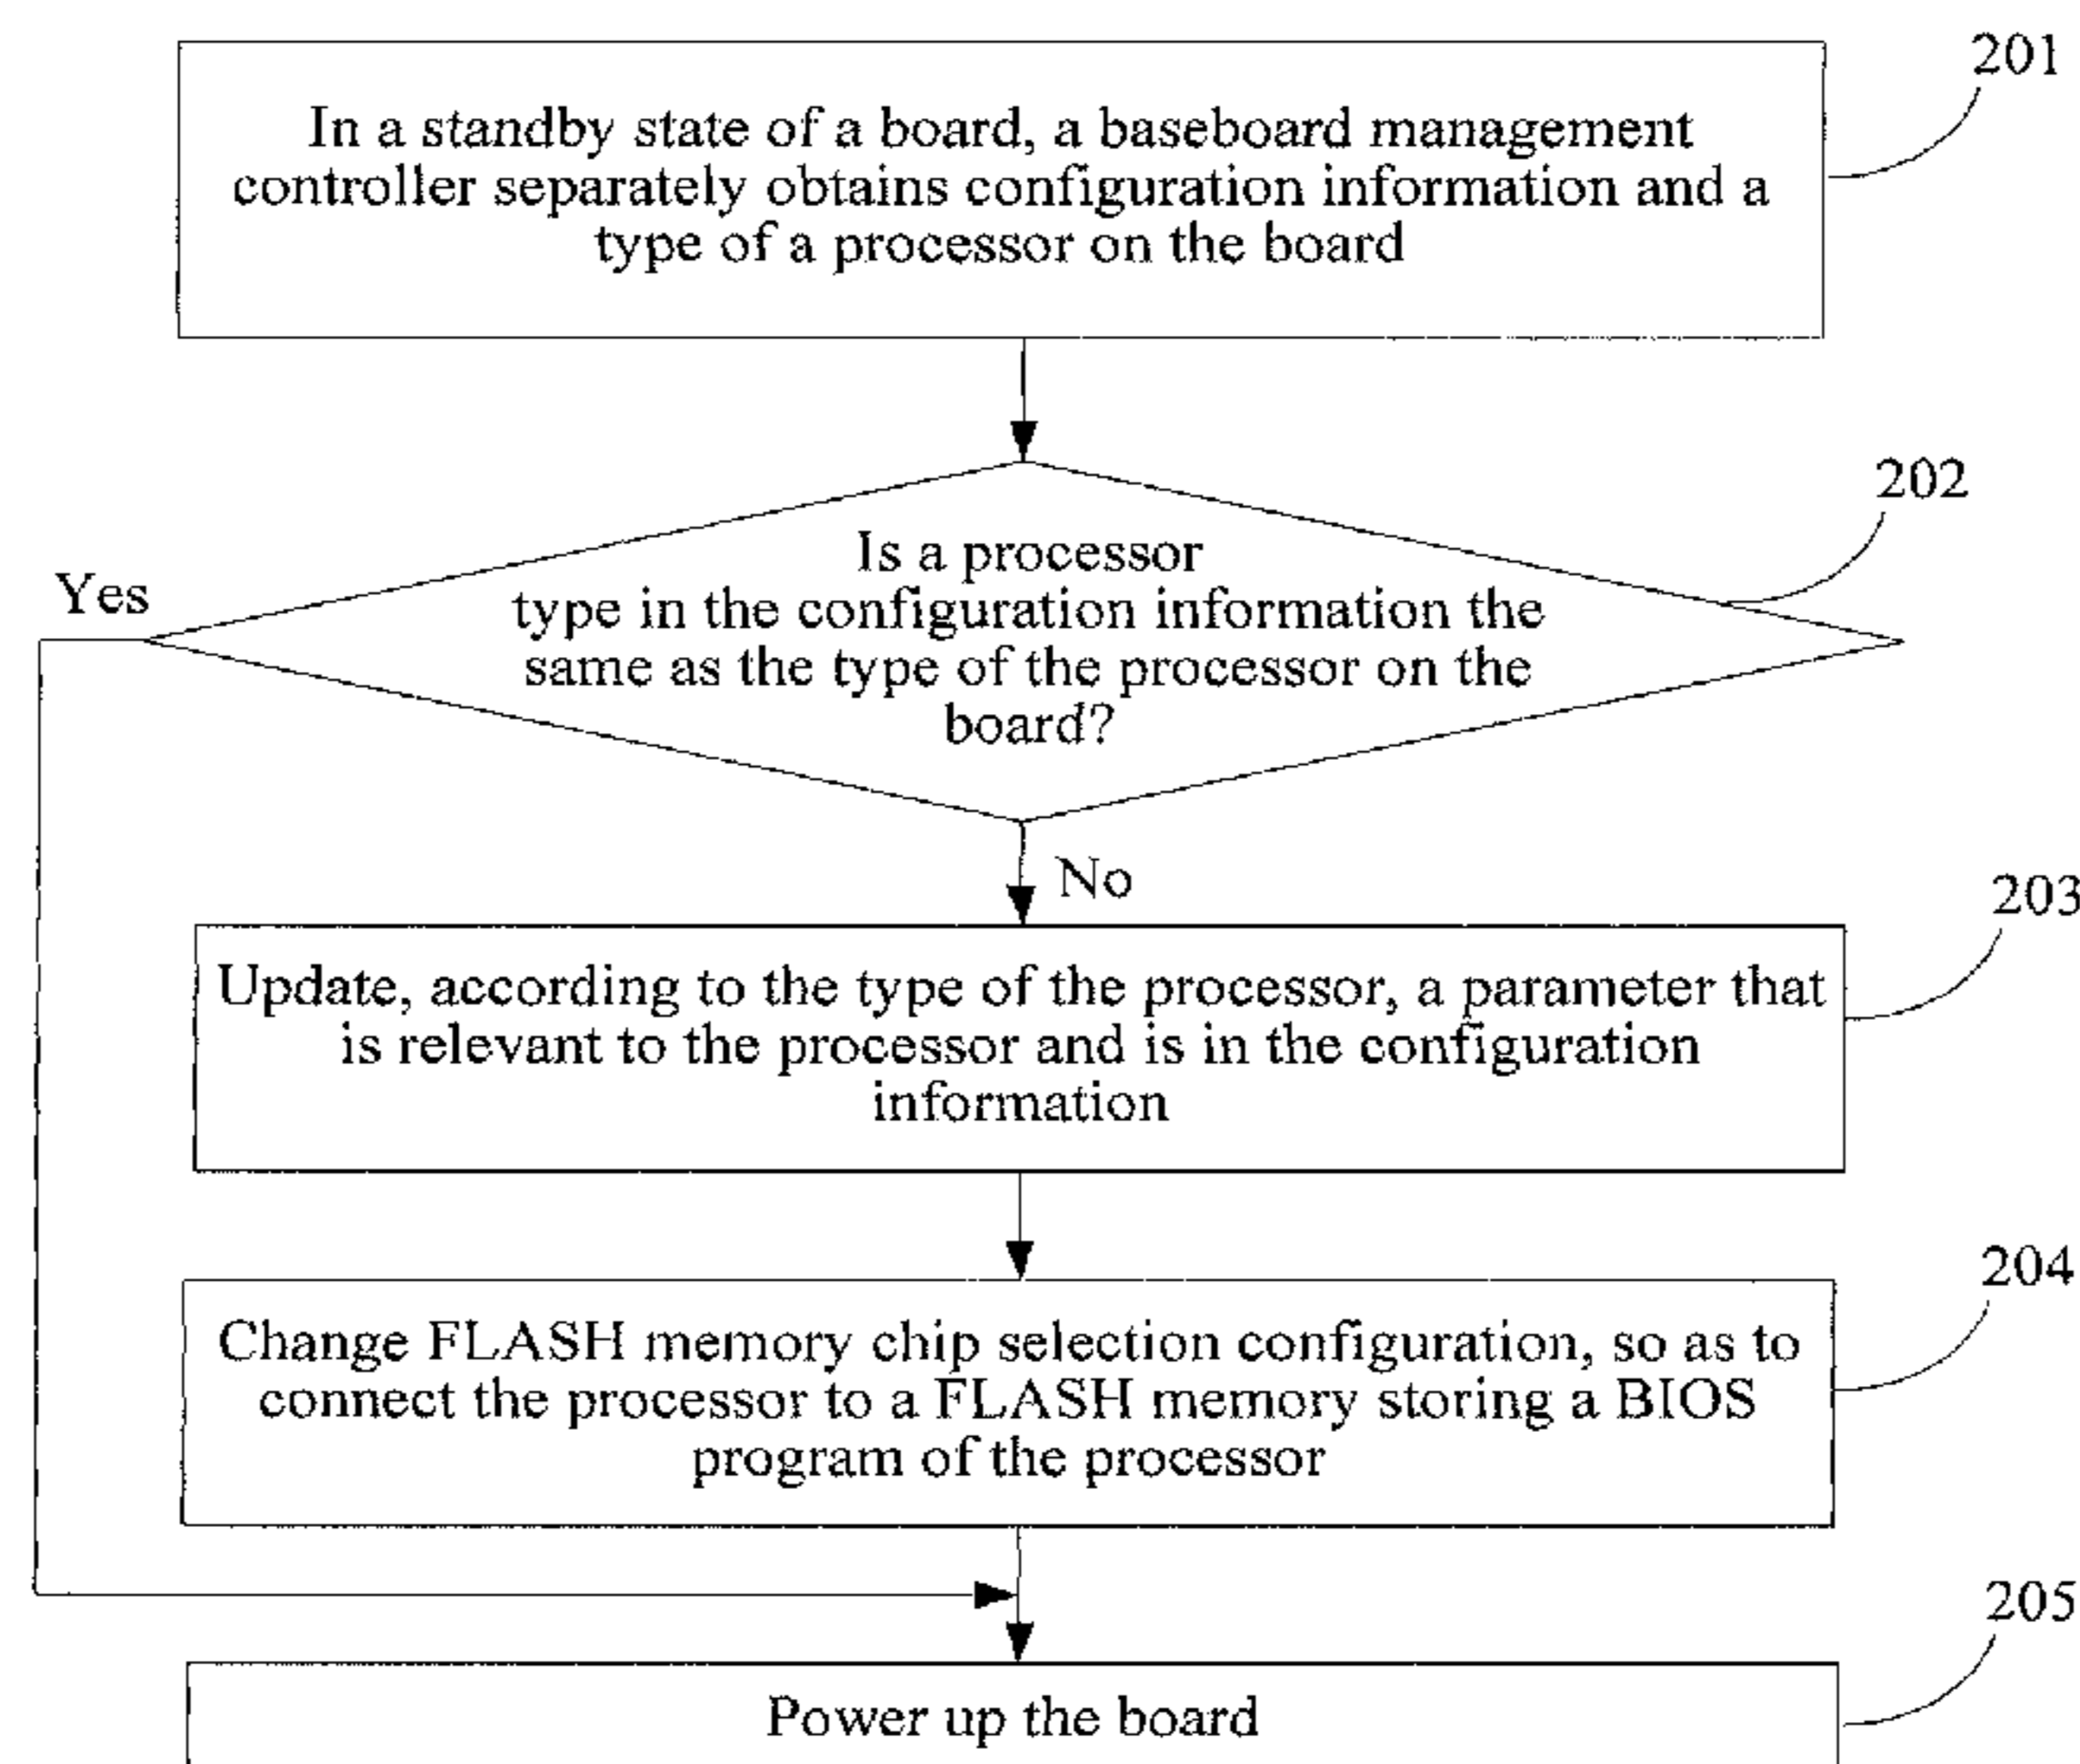 201
In a standby state of a board, a baseboard management
controller separately obtains configuration information and a
type of a processor on the board
202
Yes
Is a processor
type in the configuration information the
same as the type of the processor on the
board?
No
203
Update, according to the type of the processor, a parameter that
is relevant to the processor and is in the configuration
information
204
Change FLASH memory chip selection configuration, so as to
connect the processor to a FLASH memory storing a BIOS
program of the processor
205
Power up the board